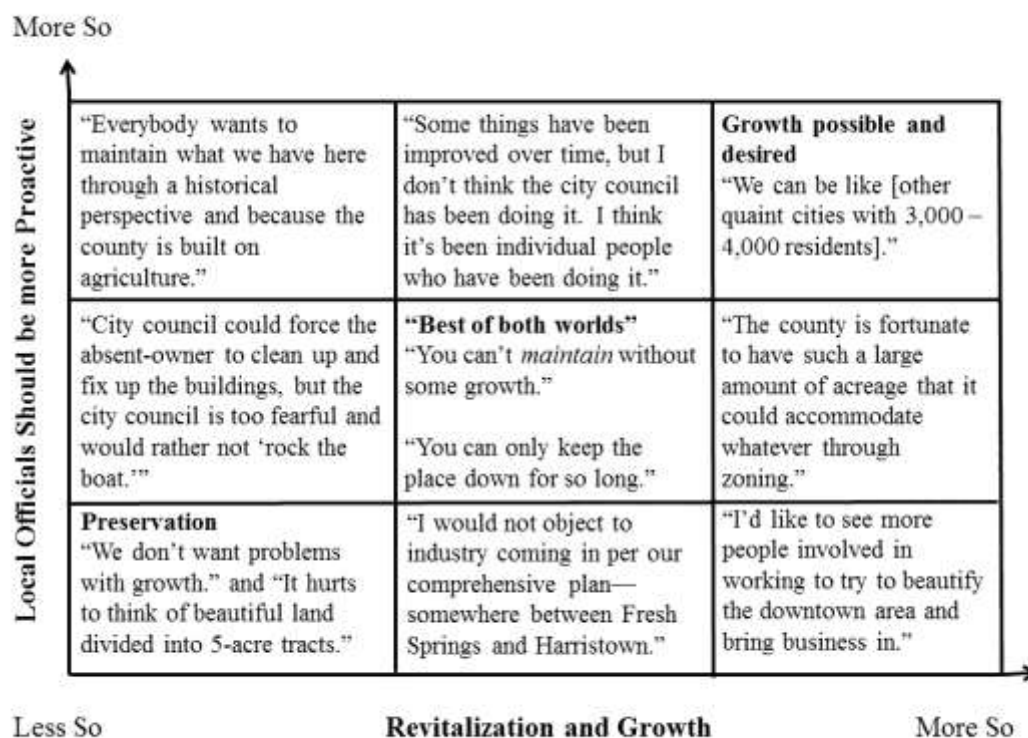 More So
Local Officials Should be more Proactive
“Everybody wants to
maintain what we have here
through a historical
perspective and because the
county is built on
agriculture.”
“Some things have been
improved over time, but I
don’t think the city council
has been doing it.  I think
it’s been individual people
who have been doing it.”
Growth possible and
desired
“We can be like [other
quaint cities with 3,000 –
4,000 residents].”
“City council could force the
absent-owner to clean up and
fix up the buildings, but the
city council is too fearful and
would rather not ‘rock the
boat.’”
“Best of both worlds”
“You can’t maintain without
some growth.”
“You can only keep the
place down for so long.”
“The county is fortunate
to have such a large
amount of acreage that it
could accommodate
whatever through
zoning.”
Preservation
“We don’t want problems
with growth.” and “It hurts
to think of beautiful land
divided into 5-acre tracts.”
“I would not object to
industry coming in per our
comprehensive plan—
somewhere between Fresh
Springs and Harristown.”
“I’d like to see more
people involved in
working to try to beautify
the downtown area and
bring business in.”
Less So
Revitalization and Growth
More So